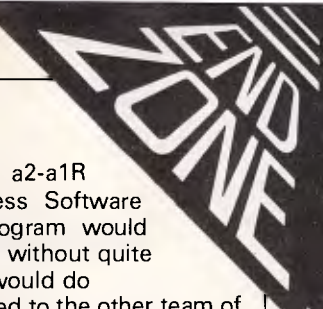 END
ZONE
a2-a1R
ess Software
ogram would
without quite
would do
ed to the other team of